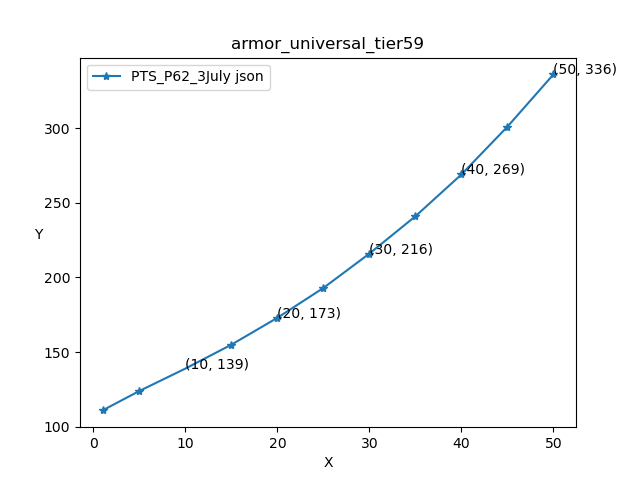 armor_universal_tier59
PTS_P62_3July json
(50, 336)
(40, 269)
(30, 216)
(20, 173)
(10, 139)
300
250
200
150
100
Y
0 10 20 30 40 50
X